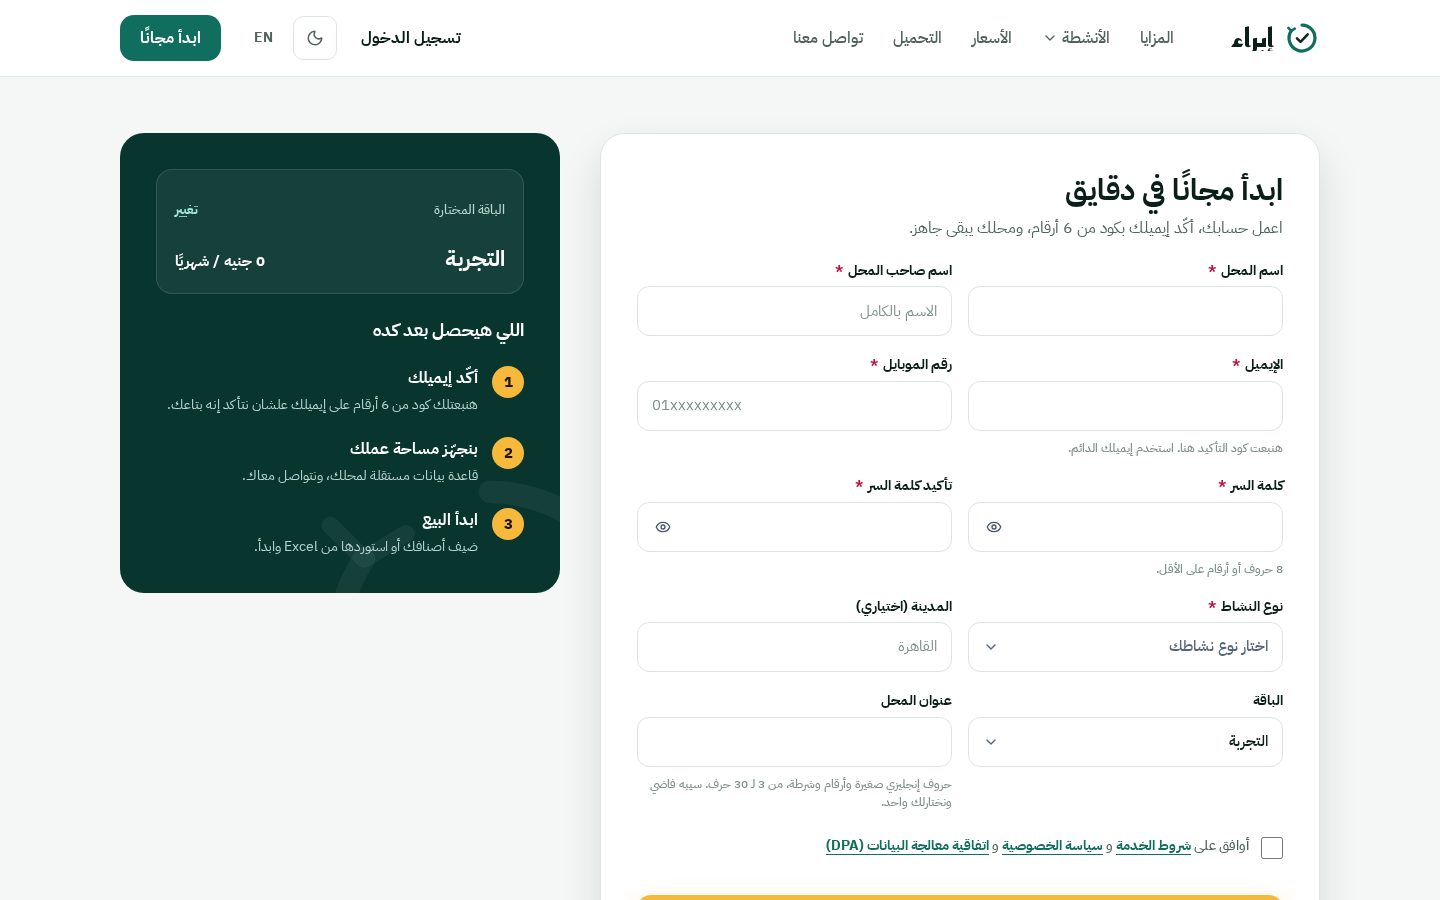 إبراء
المزايا
الأنشطة
الأسعار
التحميل
تواصل معنا
تسجيل الدخول
EN
ابدأ مجانًا
ابدأ مجانًا في دقايق
اعمل حسابك، أكّد إيميلك بكود من 6 أرقام، ومحلك يبقى جاهز.
اسم المحل *
اسم صاحب المحل *
الاسم بالكامل
الإيميل *
رقم الموبايل *
01xxxxxxxxx
هنبعت كود التأكيد هنا. استخدم إيميلك الدائم.
كلمة السر *
تأكيد كلمة السر *
8 حروف أو أرقام على الأقل.
نوع النشاط *
المدينة (اختياري)
اختار نوع نشاطك
القاهرة
الباقة
عنوان المحل
التجربة
حروف إنجليزي صغيرة وأرقام وشرطة، من 3 لـ 30 حرف. سيبه فاضي
ونختارلك واحد.
أوافق على شروط الخدمة و سياسة الخصوصية و اتفاقية معالجة البيانات (DPA)
الباقة المختارة
تغيير
التجربة
0 جنيه / شهريًا
اللي هيحصل بعد كده
1
أكّد إيميلك
هنبعتلك كود من 6 أرقام على إيميلك علشان نتأكد إنه بتاعك.
2
بنجهّز مساحة عملك
قاعدة بيانات مستقلة لمحلك، ونتواصل معاك.
3
ابدأ البيع
ضيف أصنافك أو استوردها من Excel وابدأ.